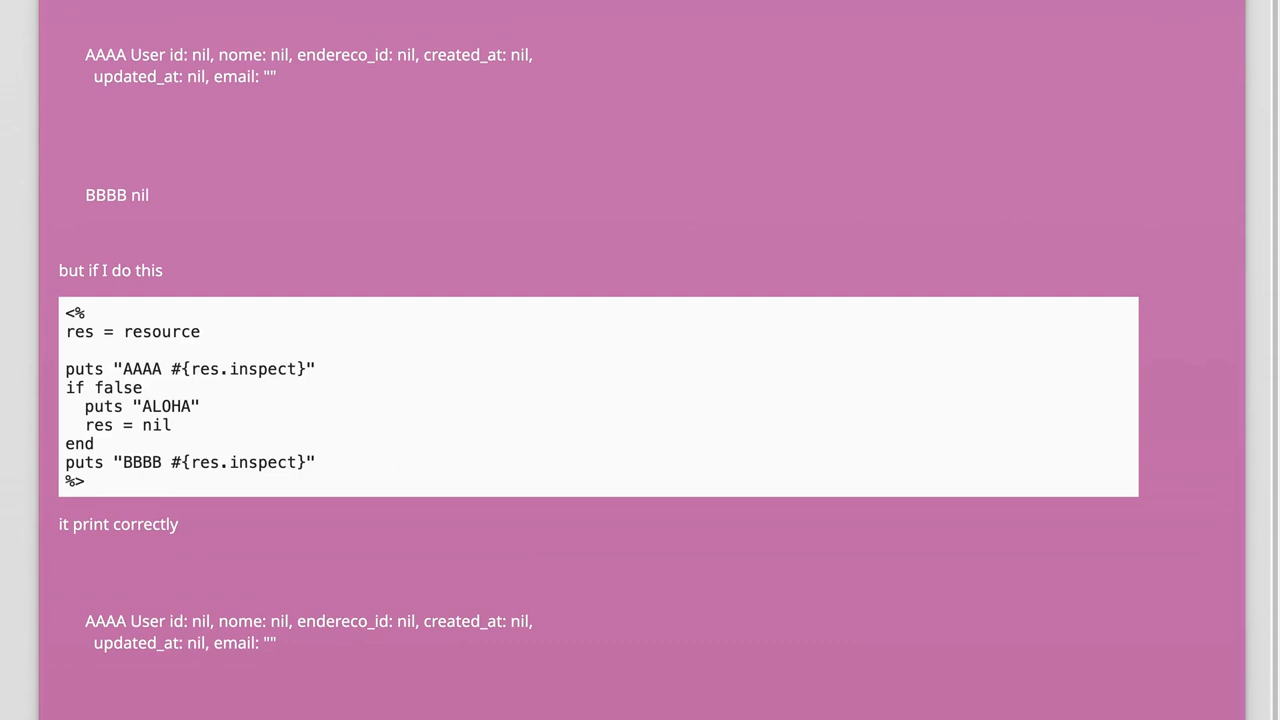 AAAA User id: nil, nome: nil, endereco_id: nil, created_at: nil,
updated_at: nil, email: ""
BBBB nil
but if I do this
<%
res = resource
puts "AAAA #{res.inspect}"
if false
  puts "ALOHA"
  res = nil
end
puts "BBBB #{res.inspect}"
%>
it print correctly
AAAA User id: nil, nome: nil, endereco_id: nil, created_at: nil,
updated_at: nil, email: ""